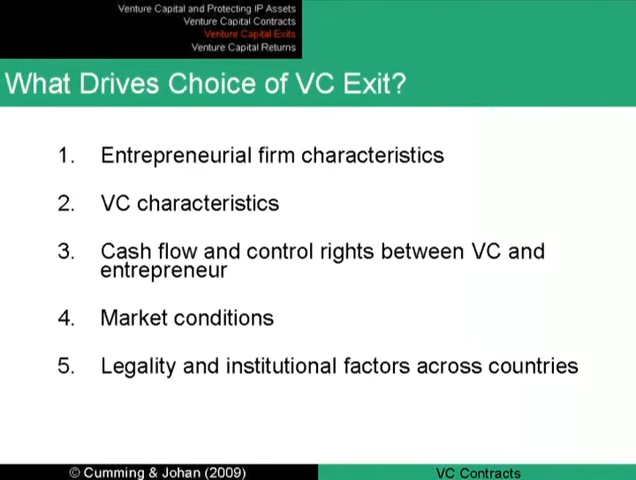 Venture Capital and Protecting IP Assets
Venture Capital Contracts
Venture Capital Exits
Venture Capital Returns
What Drives Choice of VC Exit?
1. Entrepreneurial firm characteristics
2. VC characteristics
3. Cash flow and control rights between VC and
entrepreneur
4. Market conditions
5. Legality and institutional factors across countries
© Cumming & Johan (2009)
VC Contracts